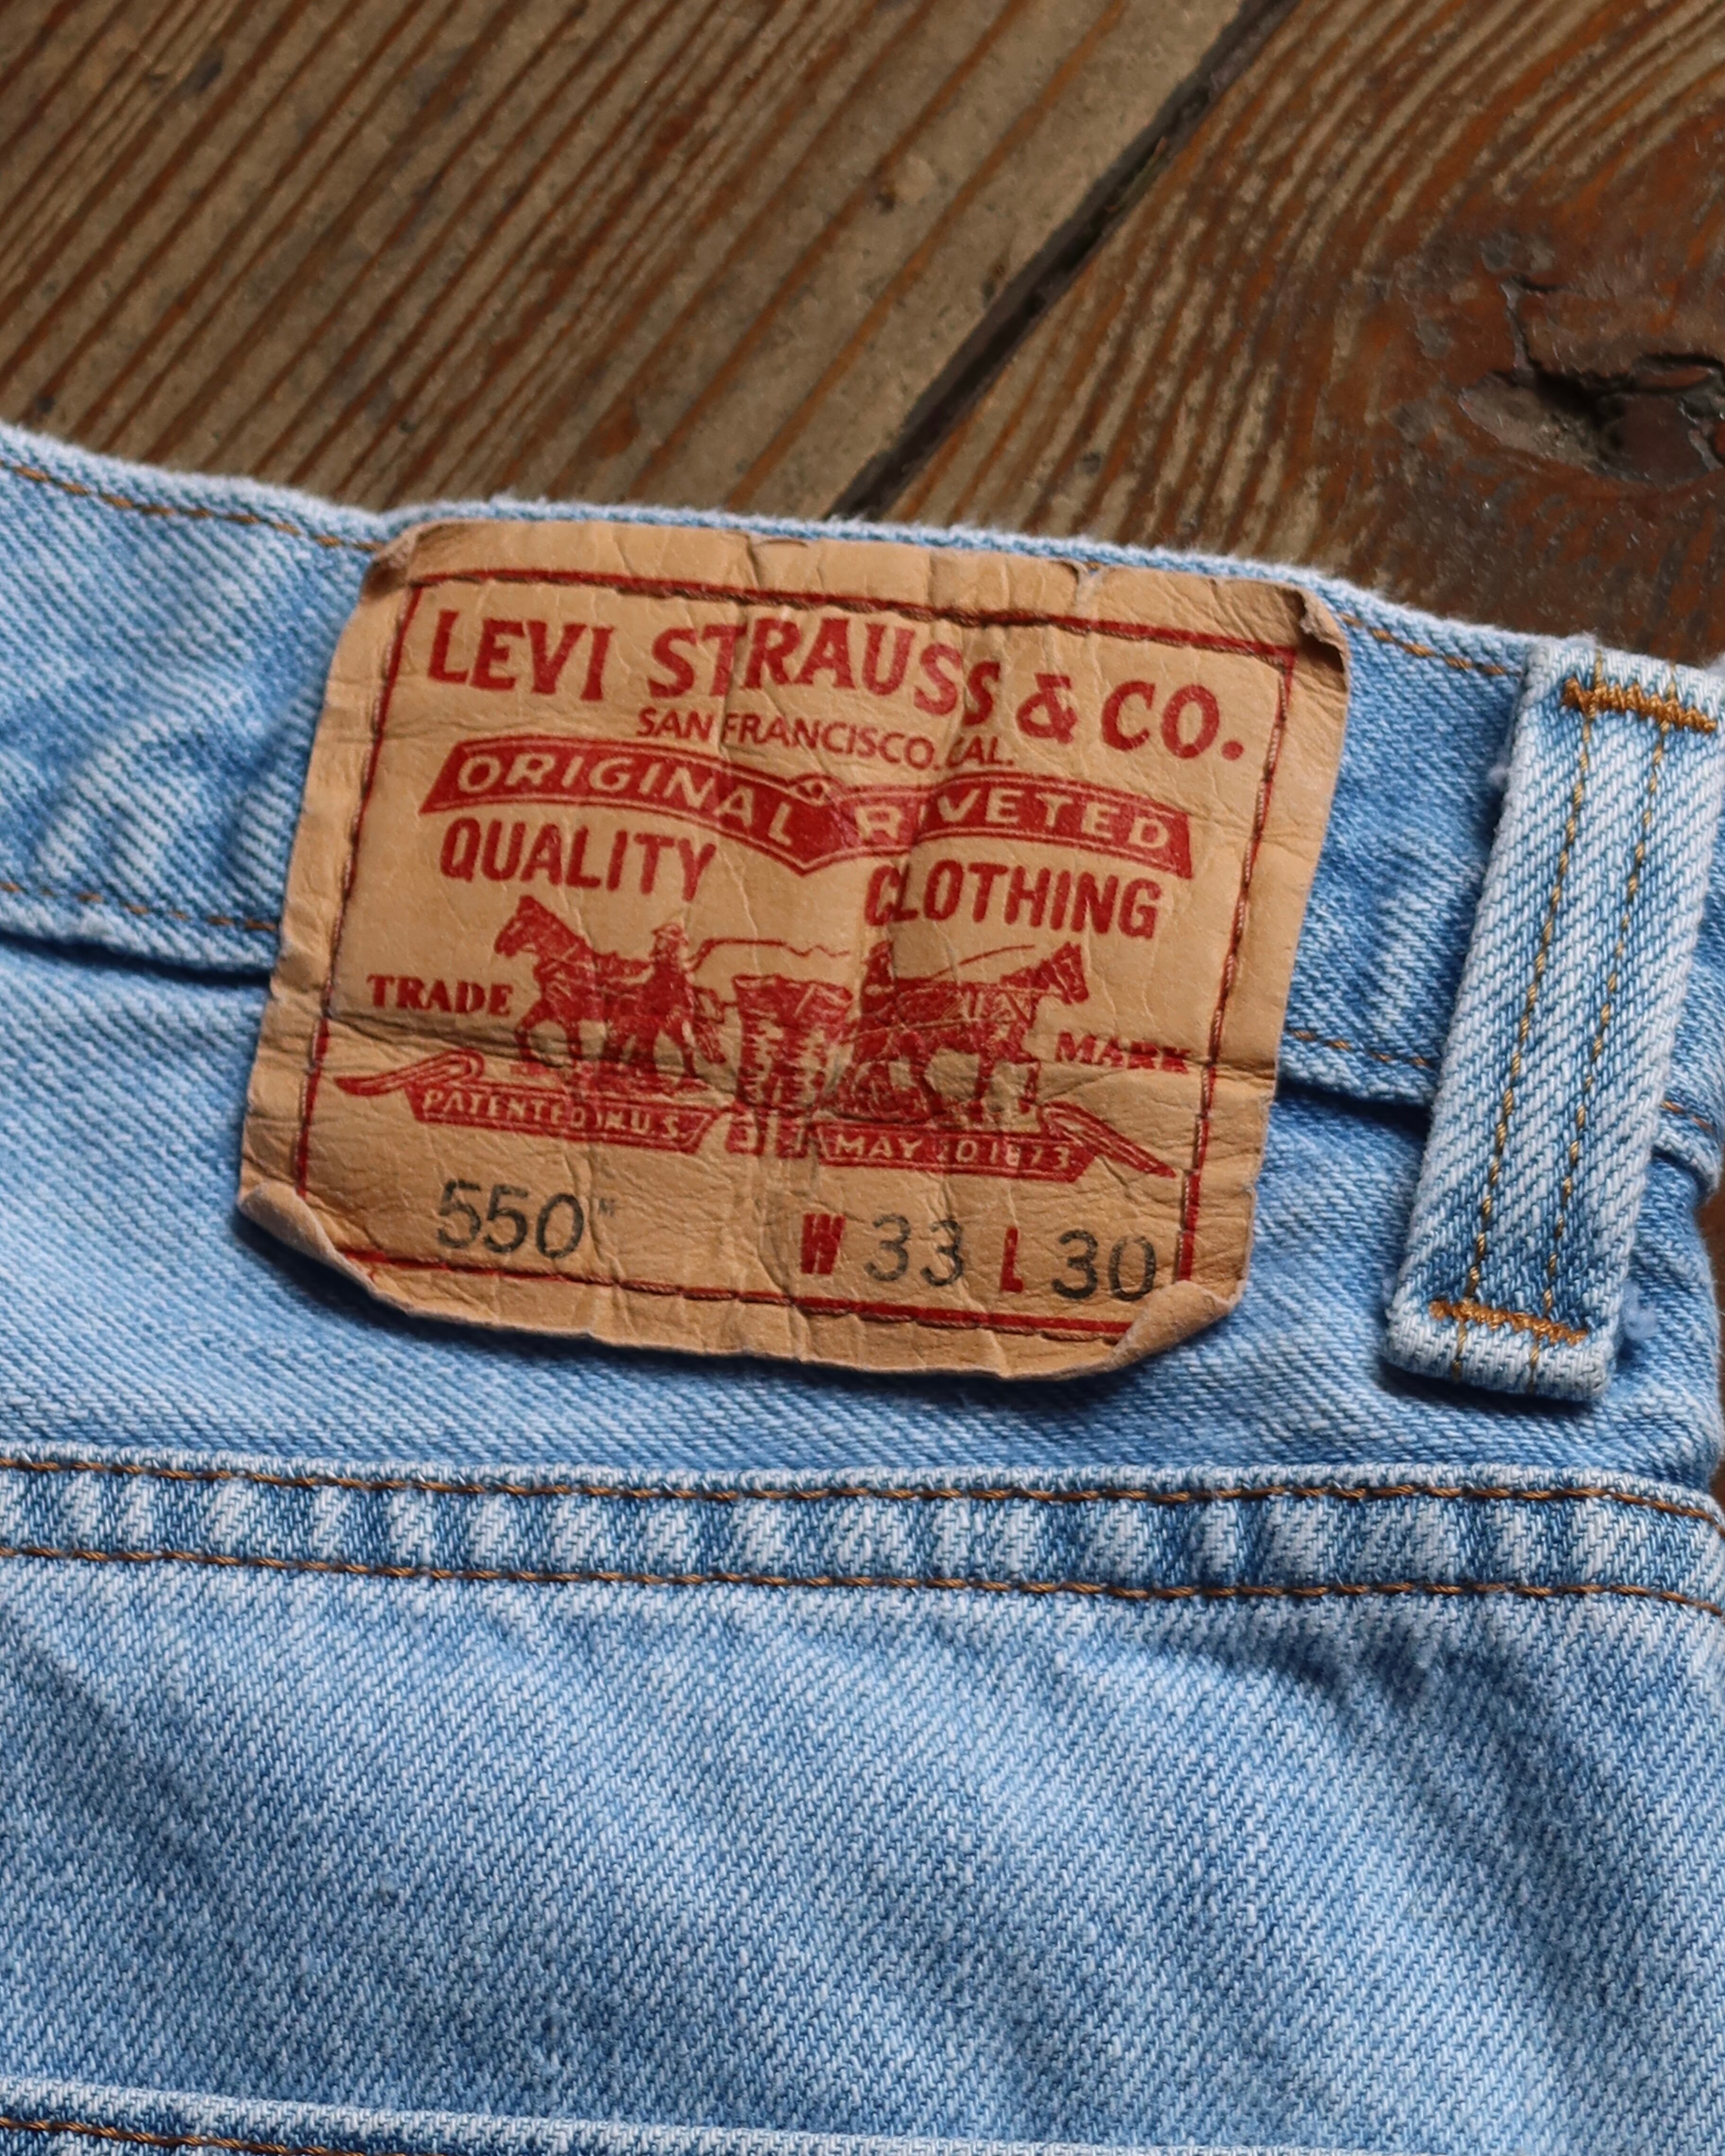 LEVI STRAUSS & CO.
SAN FRANCISCO. CAL.
ORIGINAL RIVETED
QUALITY CLOTHING
TRADE MARK
PATENTED IN U.S. MAY 20 1873
550™ W 33 L 30